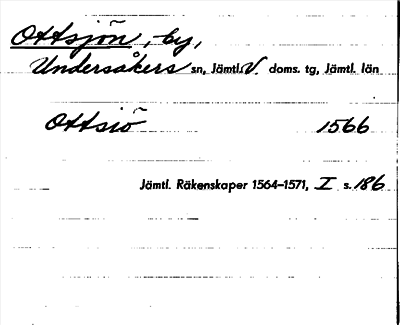 Ottsjön, by,
Undersåkers sn, Jämtl. V. doms. tg, Jämtl. län
Ottsiö 1566
Jämtl. Räkenskaper 1564–1571, I s. 186